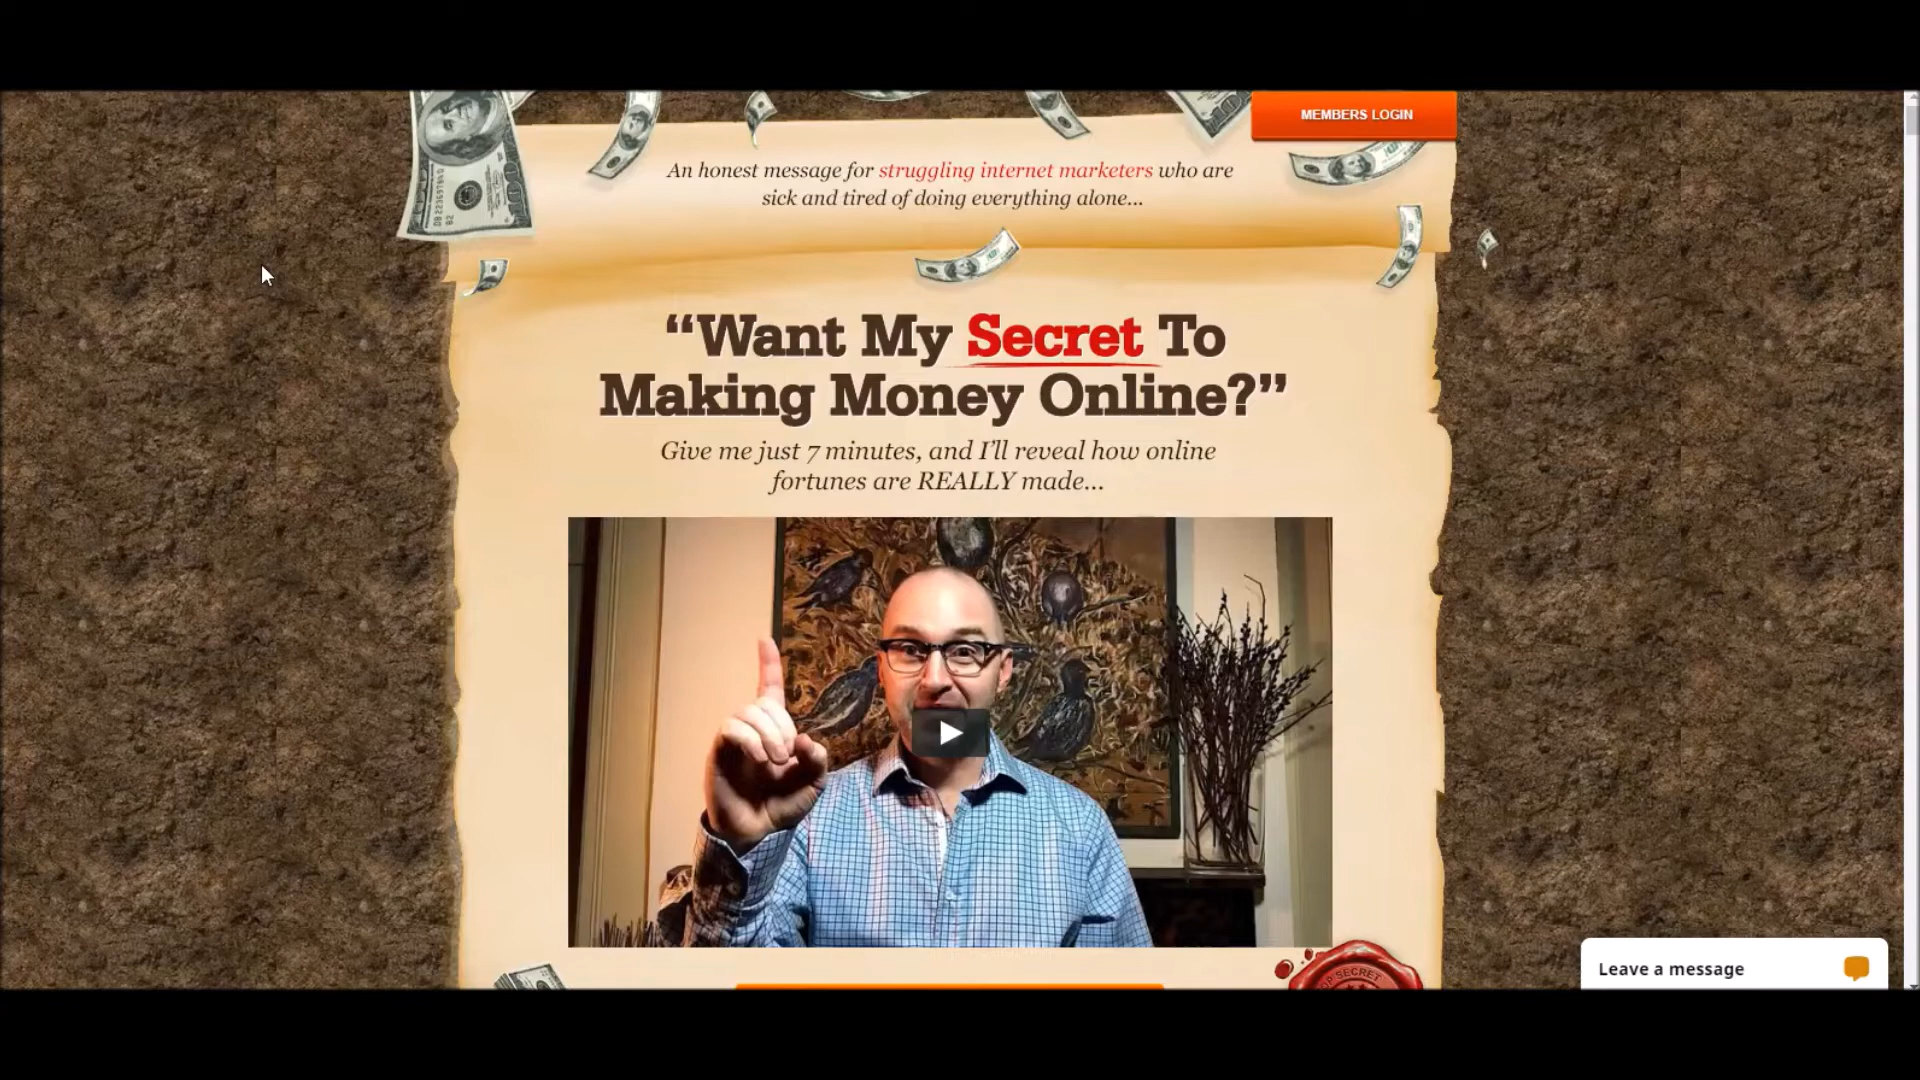 MEMBERS LOGIN
An honest message for struggling internet marketers who are
sick and tired of doing everything alone...
“Want My Secret To
Making Money Online?”
Give me just 7 minutes, and I’ll reveal how online
fortunes are REALLY made...
TOP SECRET
Leave a message